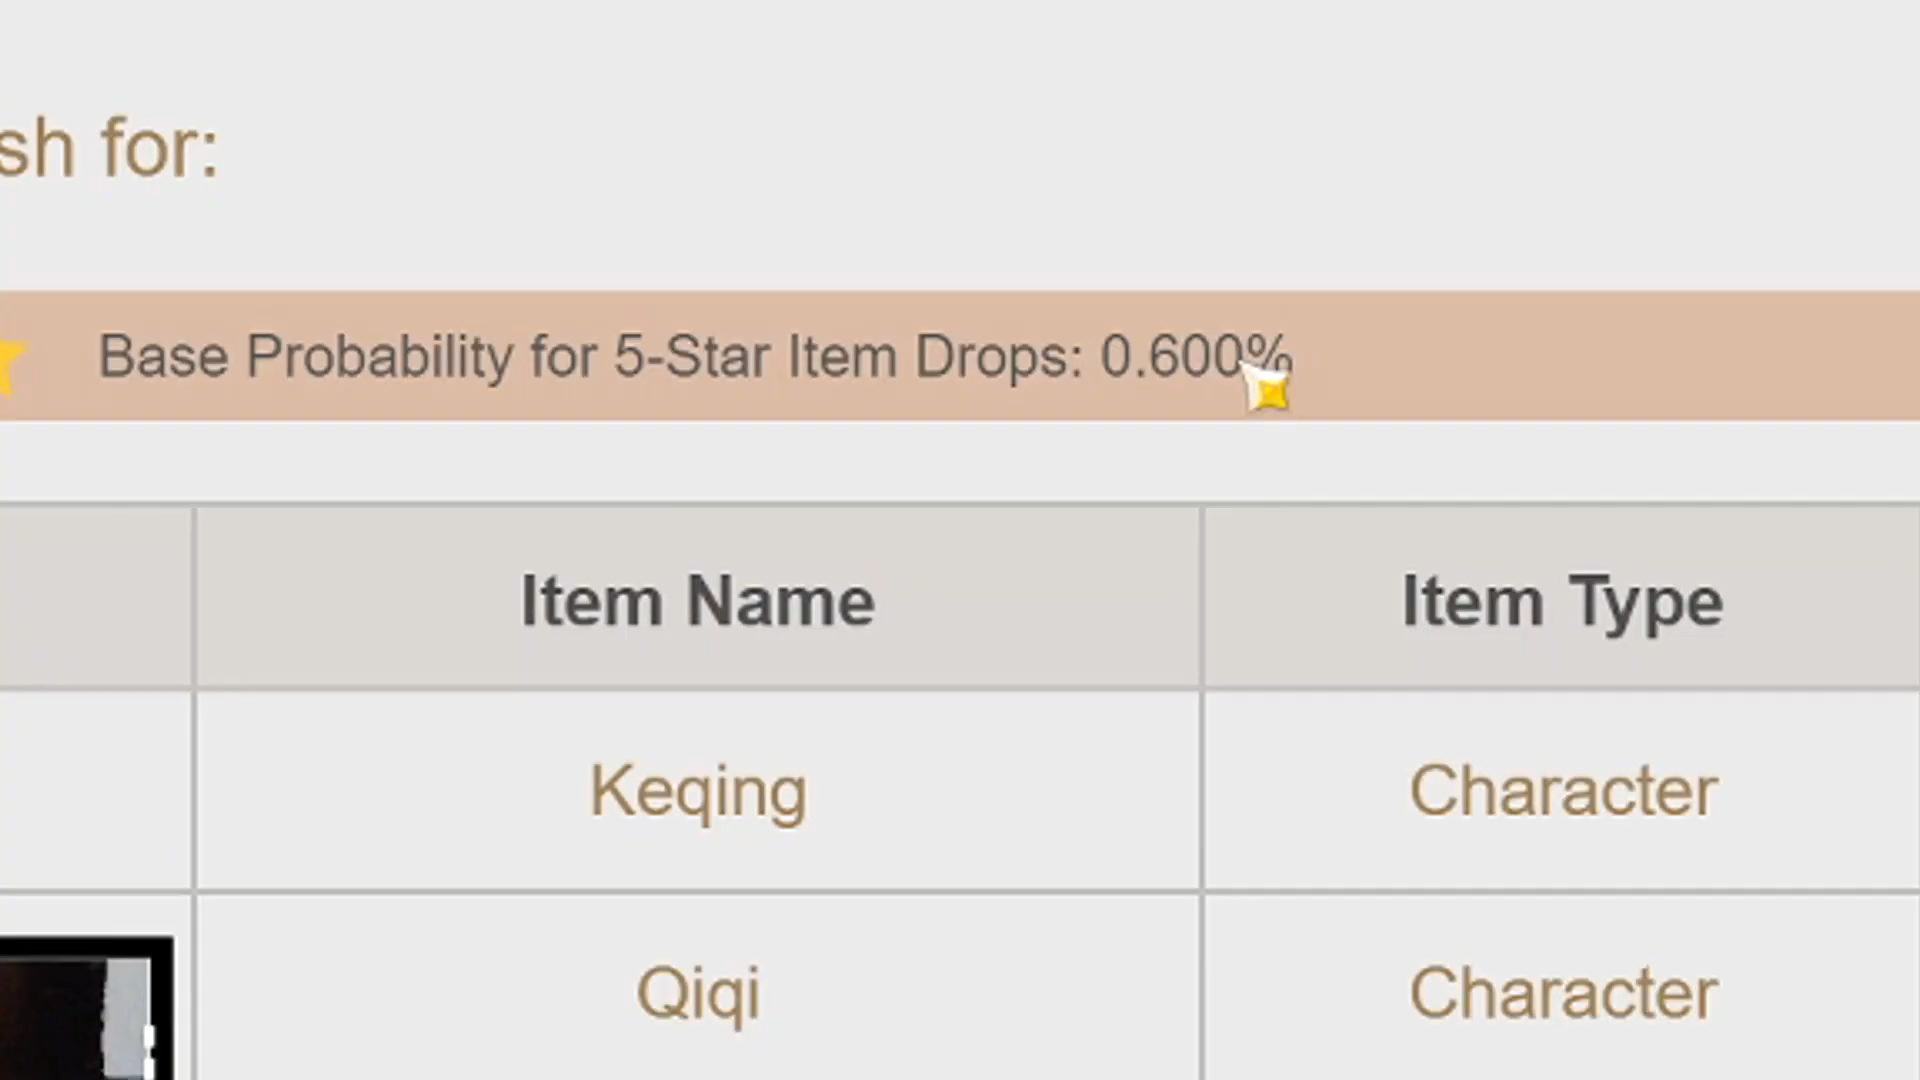 sh for:
Base Probability for 5-Star Item Drops: 0.600%
Item Name Item Type
Keqing Character
Qiqi Character